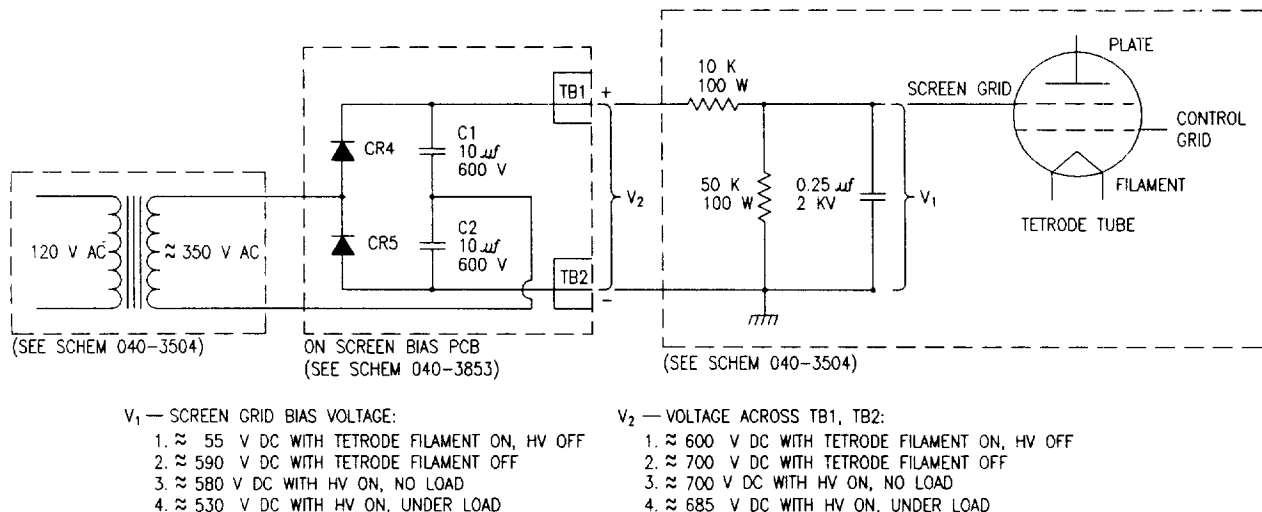 PLATE
10 K
100 W
SCREEN GRID
CONTROL
GRID
TB1
+
C1
10 µf
600 V
CR4
V₂
50 K
100 W
0.25 µf
2 KV
V₁
FILAMENT
TETRODE TUBE
120 V AC
≈ 350 V AC
CR5
C2
10 µf
600 V
TB2
−
(SEE SCHEM 040-3504)
ON SCREEN BIAS PCB
(SEE SCHEM 040-3853)
(SEE SCHEM 040-3504)
V₁ — SCREEN GRID BIAS VOLTAGE:
1. ≈ 55 V DC WITH TETRODE FILAMENT ON, HV OFF
2. ≈ 590 V DC WITH TETRODE FILAMENT OFF
3. ≈ 580 V DC WITH HV ON, NO LOAD
4. ≈ 530 V DC WITH HV ON, UNDER LOAD
V₂ — VOLTAGE ACROSS TB1, TB2:
1. ≈ 600 V DC WITH TETRODE FILAMENT ON, HV OFF
2. ≈ 700 V DC WITH TETRODE FILAMENT OFF
3. ≈ 700 V DC WITH HV ON, NO LOAD
4. ≈ 685 V DC WITH HV ON, UNDER LOAD